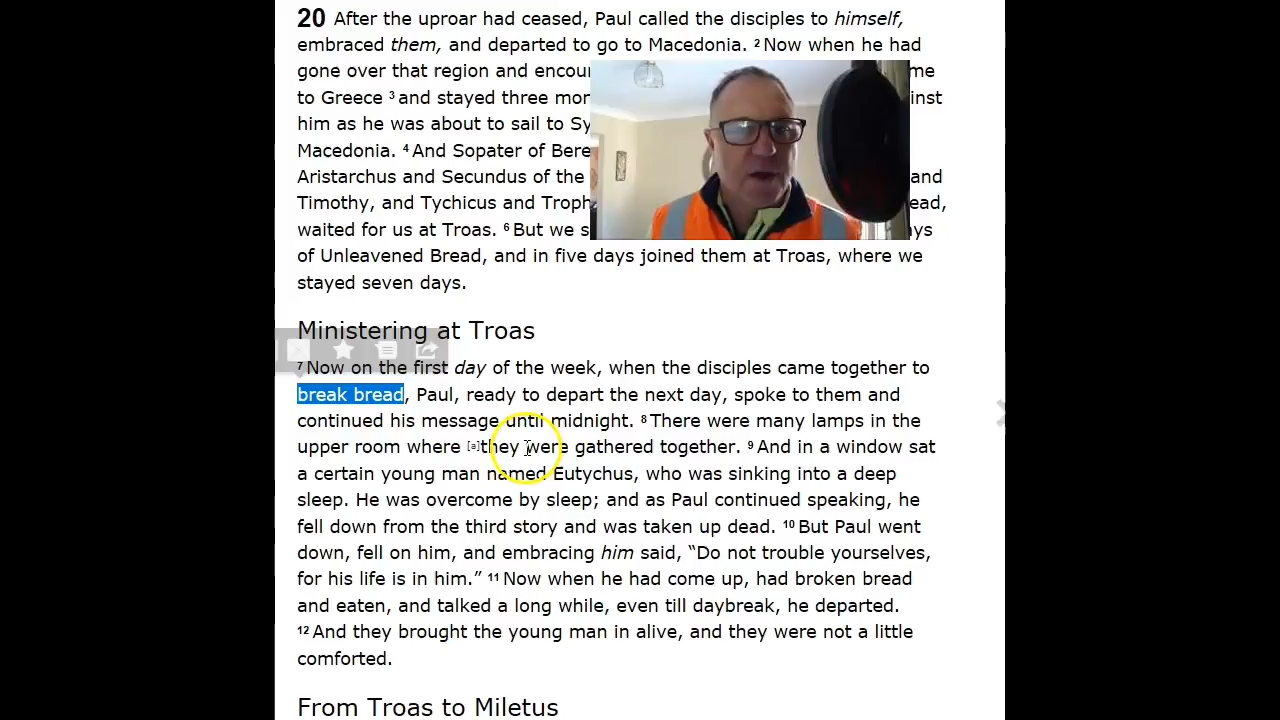 20 After the uproar had ceased, Paul called the disciples to himself,
embraced them, and departed to go to Macedonia. 2 Now when he had
gone over that region and encou me
to Greece 3 and stayed three mor inst
him as he was about to sail to Sy
Macedonia. 4 And Sopater of Bere
Aristarchus and Secundus of the and
Timothy, and Tychicus and Troph ead,
waited for us at Troas. 6 But we s ays
of Unleavened Bread, and in five days joined them at Troas, where we
stayed seven days.
Ministering at Troas
7 Now on the first day of the week, when the disciples came together to
break bread, Paul, ready to depart the next day, spoke to them and
continued his message until midnight. 8 There were many lamps in the
upper room where [a]they were gathered together. 9 And in a window sat
a certain young man named Eutychus, who was sinking into a deep
sleep. He was overcome by sleep; and as Paul continued speaking, he
fell down from the third story and was taken up dead. 10 But Paul went
down, fell on him, and embracing him said, “Do not trouble yourselves,
for his life is in him.” 11 Now when he had come up, had broken bread
and eaten, and talked a long while, even till daybreak, he departed.
12 And they brought the young man in alive, and they were not a little
comforted.
From Troas to Miletus